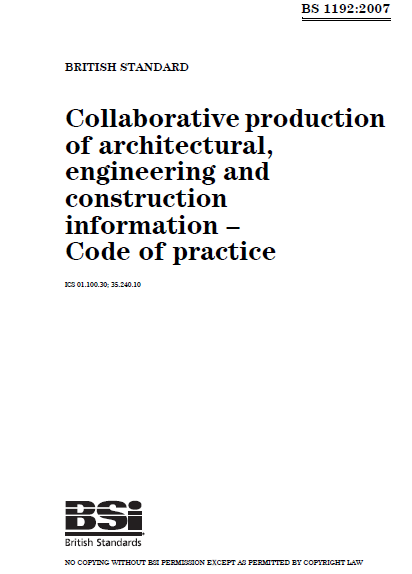 BS 1192:2007
BRITISH STANDARD
Collaborative production
of architectural,
engineering and
construction
information –
Code of practice
ICS 01.100.30; 35.240.10
BSi
British Standards
NO COPYING WITHOUT BSI PERMISSION EXCEPT AS PERMITTED BY COPYRIGHT LAW